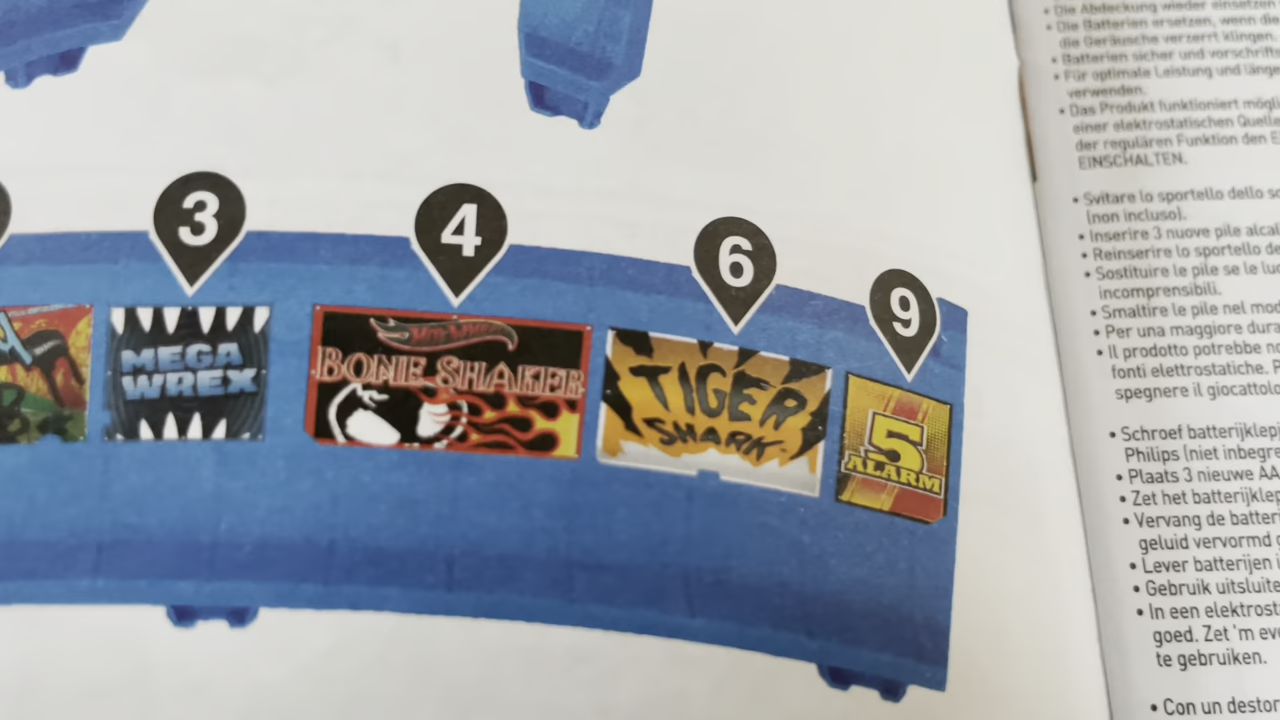 3
4
6
9
MEGA
WREX
HOT WHEELS
BONE SHAKER
TIGER
SHARK
5
ALARM
• Die Abdeckung wieder einsetzen
• Die Batterien ersetzen, wenn die
die Geräusche verzerrt klingen.
• Batterien sicher und vorschrifts
• Für optimale Leistung und länge
verwenden.
• Das Produkt funktioniert mögli
einer elektrostatischen Quelle
der regulären Funktion den E
EINSCHALTEN.
• Svitare lo sportello dello sc
(non incluso).
• Inserire 3 nuove pile alcal
• Reinserire lo sportello de
• Sostituire le pile se le luc
incomprensibili.
• Smaltire le pile nel mod
• Per una maggiore dura
• Il prodotto potrebbe no
fonti elettrostatiche. P
spegnere il giocattolo
• Schroef batterijklepj
Philips (niet inbegre
• Plaats 3 nieuwe AA
• Zet het batterijklep
• Vervang de batteri
geluid vervormd g
• Lever batterijen i
• Gebruik uitsluite
• In een elektrost
goed. Zet 'm eve
te gebruiken.
• Con un destor